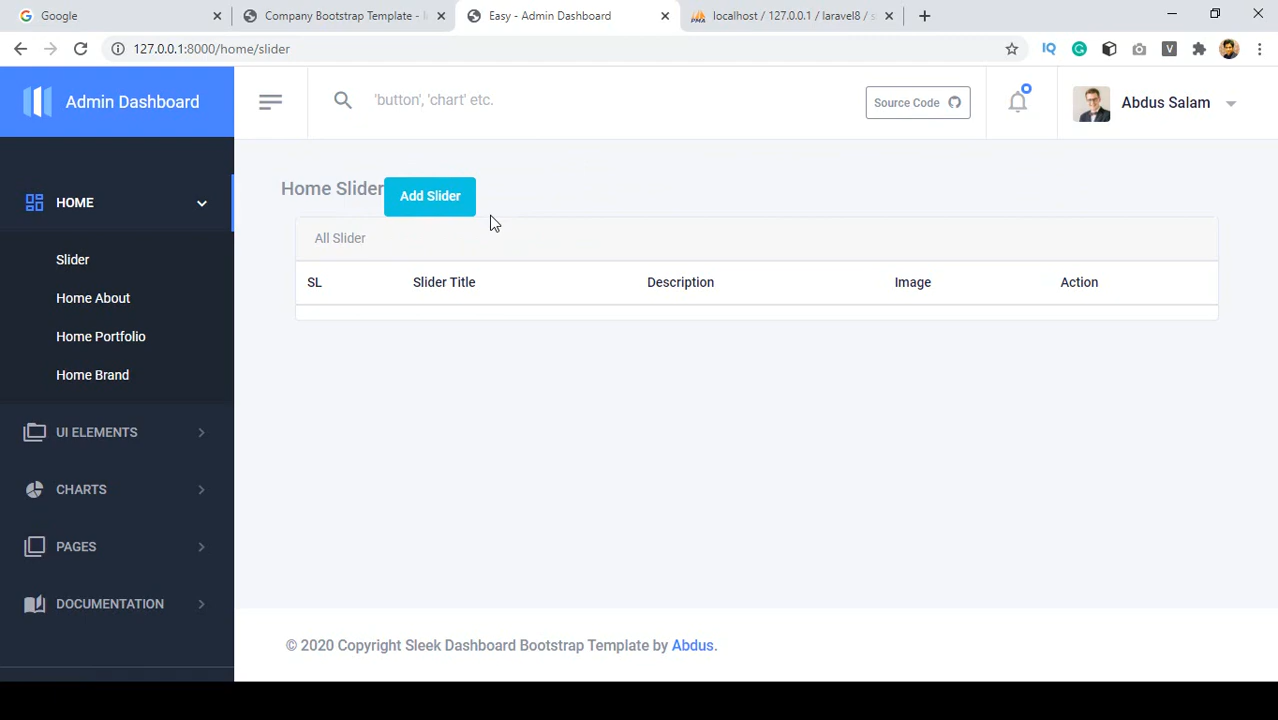 Google
Company Bootstrap Template -
Easy - Admin Dashboard
localhost / 127.0.0.1 / laravel8 / s
127.0.0.1:8000/home/slider
IQ
V
Admin Dashboard
'button', 'chart' etc.
Source Code
Abdus Salam
HOME
Slider
Home About
Home Portfolio
Home Brand
UI ELEMENTS
CHARTS
PAGES
DOCUMENTATION
Home Slider
Add Slider
All Slider
SL Slider Title Description Image Action
© 2020 Copyright Sleek Dashboard Bootstrap Template by Abdus.